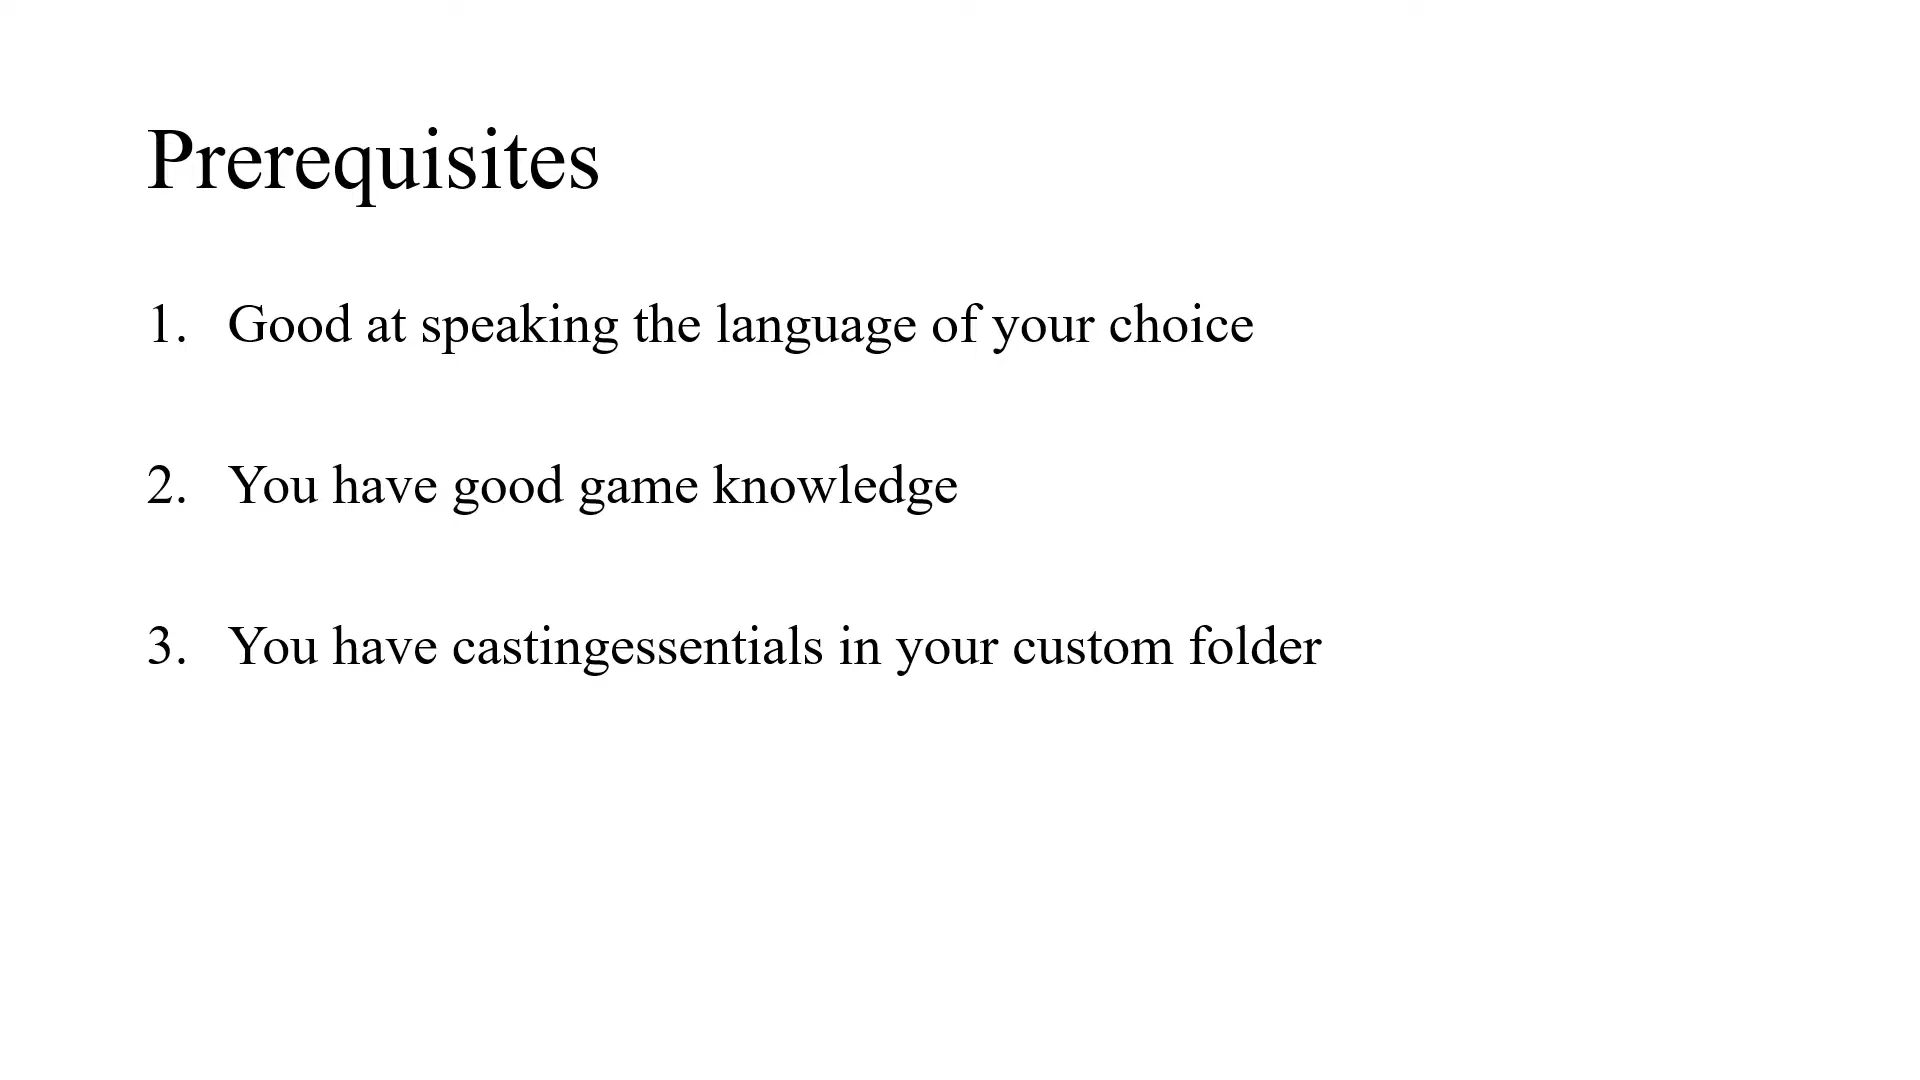 Prerequisites
1. Good at speaking the language of your choice
2. You have good game knowledge
3. You have castingessentials in your custom folder